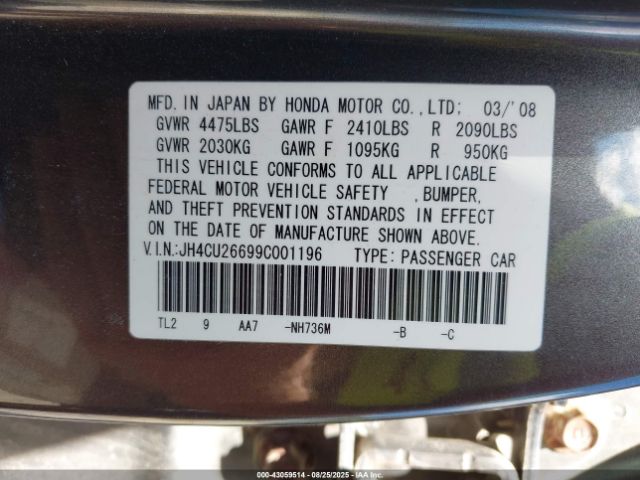 MFD. IN JAPAN BY HONDA MOTOR CO.,LTD; 03/'08
GVWR 4475LBS GAWR F 2410LBS R 2090LBS
GVWR 2030KG GAWR F 1095KG R 950KG
THIS VEHICLE CONFORMS TO ALL APPLICABLE
FEDERAL MOTOR VEHICLE SAFETY ,BUMPER,
AND THEFT PREVENTION STANDARDS IN EFFECT
ON THE DATE OF MANUFACTURE SHOWN ABOVE.
V.I.N:JH4CU26699C001196 TYPE: PASSENGER CAR
TL2 9 AA7 -NH736M -B -C
000-43059514 - 08/25/2025 - IAA, Inc.